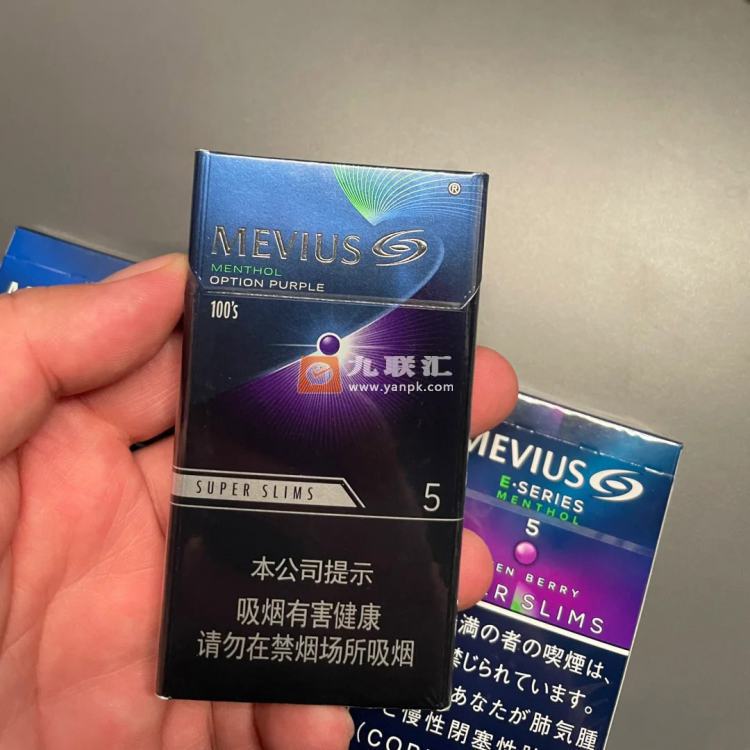 MEVIUS
®
MENTHOL
OPTION PURPLE
100's
九联汇
www.yanpk.com
SUPER SLIMS
5
本公司提示
吸烟有害健康
请勿在禁烟场所吸烟
MEVIUS
E·SERIES
MENTHOL
5
BERRY
SLIMS
満の者の喫煙は、
禁じられています。
あなたが肺気腫
慢性閉塞性